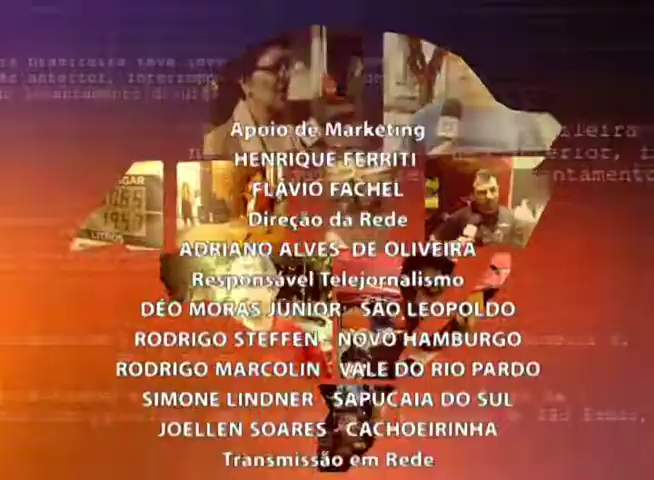 Apoio de Marketing
HENRIQUE FERRITI
FLÁVIO FACHEL
Direção da Rede
ADRIANO ALVES DE OLIVEIRA
Responsável Telejornalismo
DÉO MORAS JÚNIOR - SÃO LEOPOLDO
RODRIGO STEFFEN - NOVO HAMBURGO
RODRIGO MARCOLIN - VALE DO RIO PARDO
SIMONE LINDNER - SAPUCAIA DO SUL
JOELLEN SOARES - CACHOEIRINHA
Transmissão em Rede
LITROS